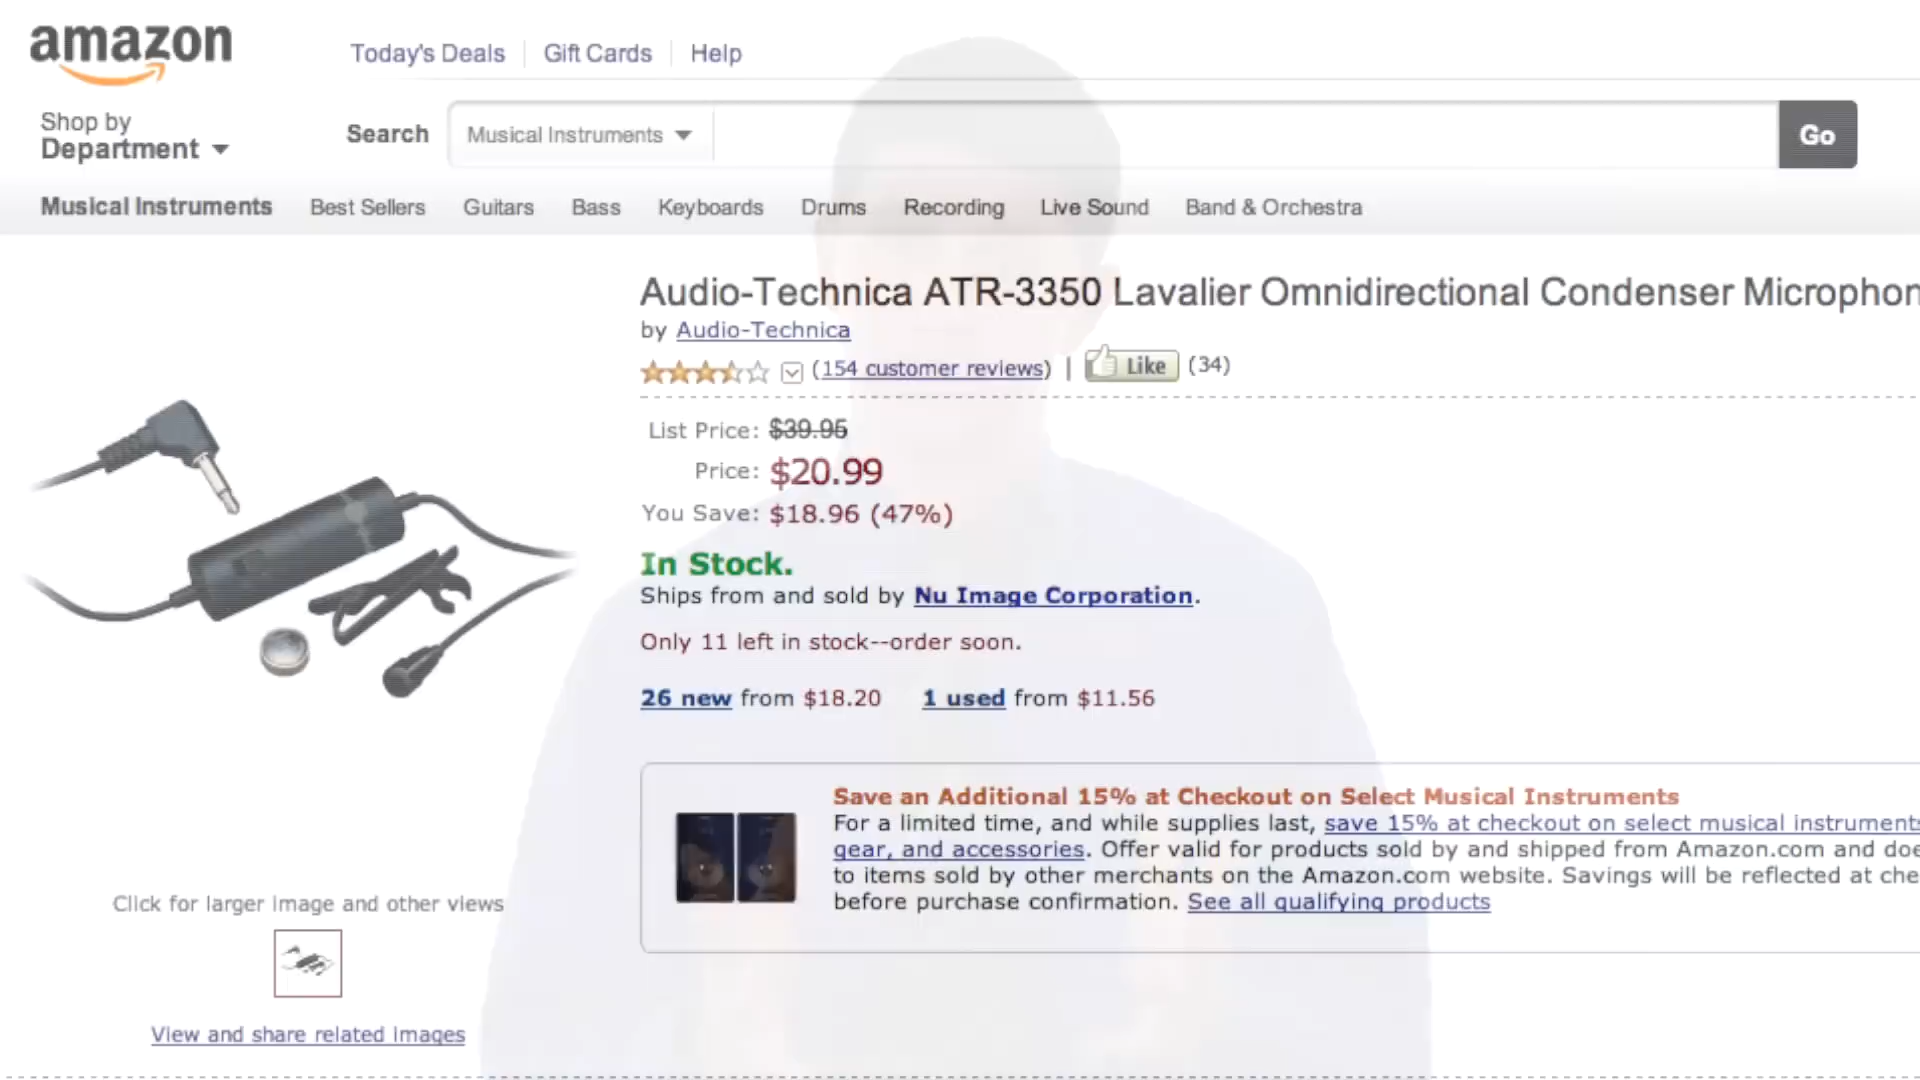 amazon
Today's Deals
Gift Cards
Help
Shop by
Department
Search
Musical Instruments
Go
Musical Instruments
Best Sellers
Guitars
Bass
Keyboards
Drums
Recording
Live Sound
Band & Orchestra
Audio-Technica ATR-3350 Lavalier Omnidirectional Condenser Microphon
by Audio-Technica
(154 customer reviews) | Like (34)
List Price: $39.95
Price: $20.99
You Save: $18.96 (47%)
In Stock.
Ships from and sold by Nu Image Corporation.
Only 11 left in stock--order soon.
26 new from $18.20 1 used from $11.56
Save an Additional 15% at Checkout on Select Musical Instruments
For a limited time, and while supplies last, save 15% at checkout on select musical instruments
gear, and accessories. Offer valid for products sold by and shipped from Amazon.com and doe
to items sold by other merchants on the Amazon.com website. Savings will be reflected at che
before purchase confirmation. See all qualifying products
Click for larger image and other views
View and share related images